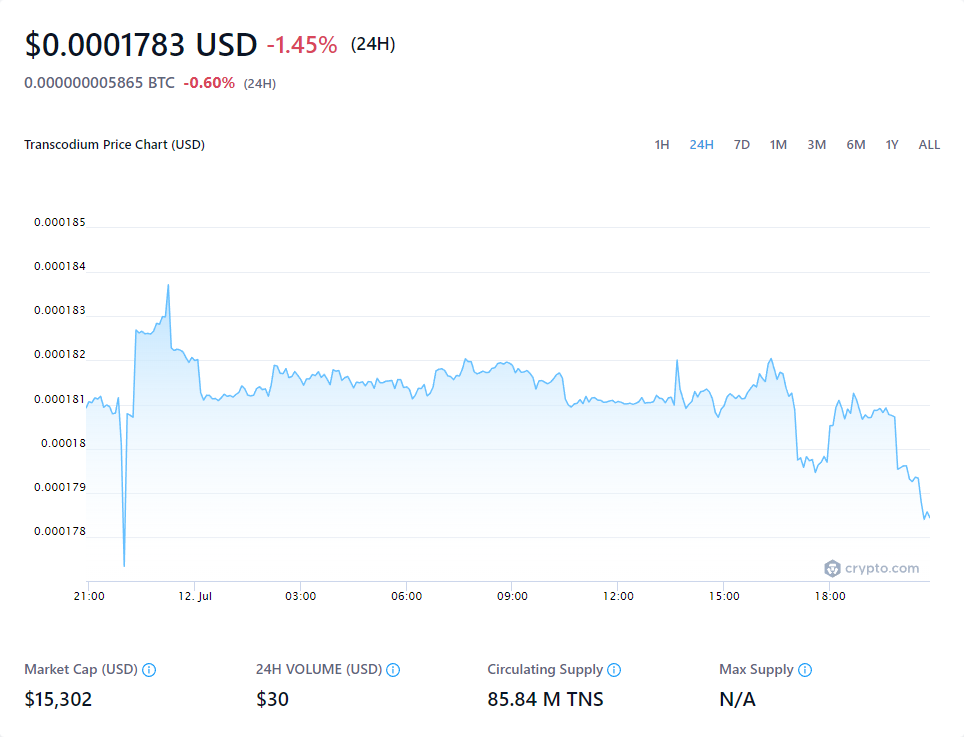 $0.0001783 USD -1.45% (24H)
0.000000005865 BTC -0.60% (24H)
Transcodium Price Chart (USD) 1H 24H 7D 1M 3M 6M 1Y ALL
0.000185
0.000184
0.000183
0.000182
0.000181
0.00018
0.000179
0.000178
crypto.com
21:00 12. Jul 03:00 06:00 09:00 12:00 15:00 18:00
Market Cap (USD) 24H VOLUME (USD) Circulating Supply Max Supply
$15,302 $30 85.84 M TNS N/A